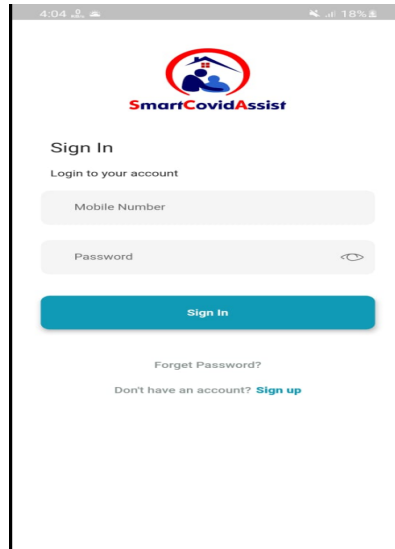 4:04
18%
SmartCovidAssist
Sign In
Login to your account
Mobile Number
Password
Sign In
Forget Password?
Don't have an account? Sign up